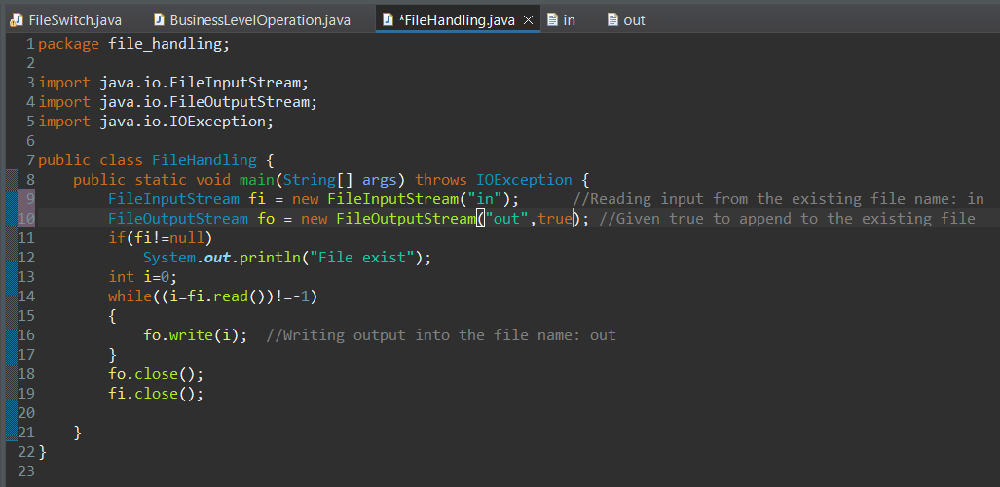 FileSwitch.java BusinessLevelOperation.java *FileHandling.java in out
1 package file_handling;
2
3 import java.io.FileInputStream;
4 import java.io.FileOutputStream;
5 import java.io.IOException;
6
7 public class FileHandling {
8     public static void main(String[] args) throws IOException {
9         FileInputStream fi = new FileInputStream("in");      //Reading input from the existing file name: in
10         FileOutputStream fo = new FileOutputStream("out",true); //Given true to append to the existing file
11         if(fi!=null)
12             System.out.println("File exist");
13         int i=0;
14         while((i=fi.read())!=-1)
15         {
16             fo.write(i);  //Writing output into the file name: out
17         }
18         fo.close();
19         fi.close();
20
21     }
22 }
23